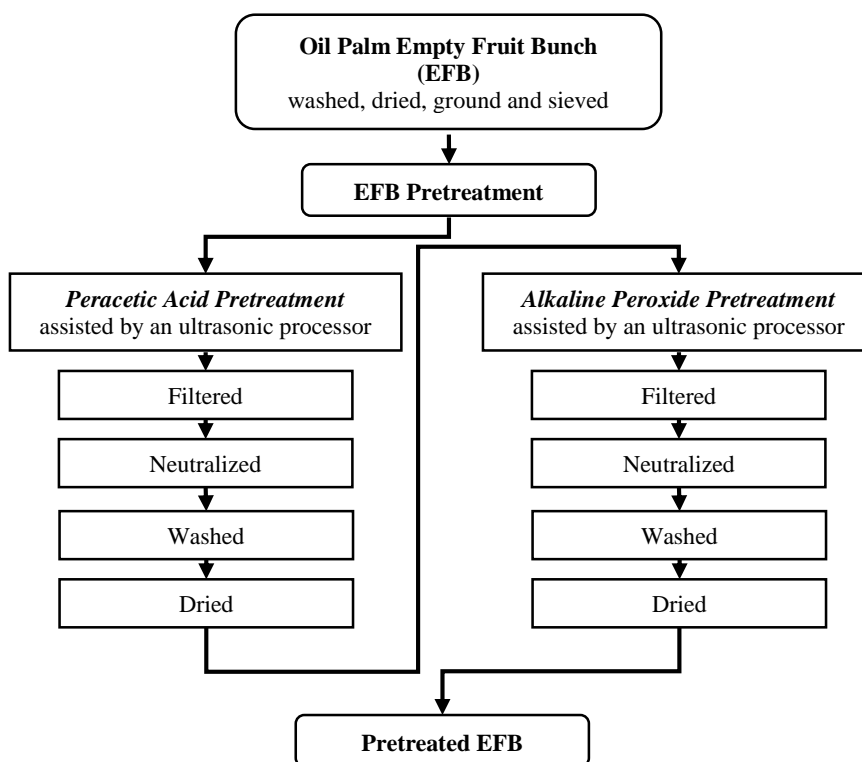 Oil Palm Empty Fruit Bunch
(EFB)
washed, dried, ground and sieved
EFB Pretreatment
Peracetic Acid Pretreatment
assisted by an ultrasonic processor
Filtered
Neutralized
Washed
Dried
Alkaline Peroxide Pretreatment
assisted by an ultrasonic processor
Filtered
Neutralized
Washed
Dried
Pretreated EFB